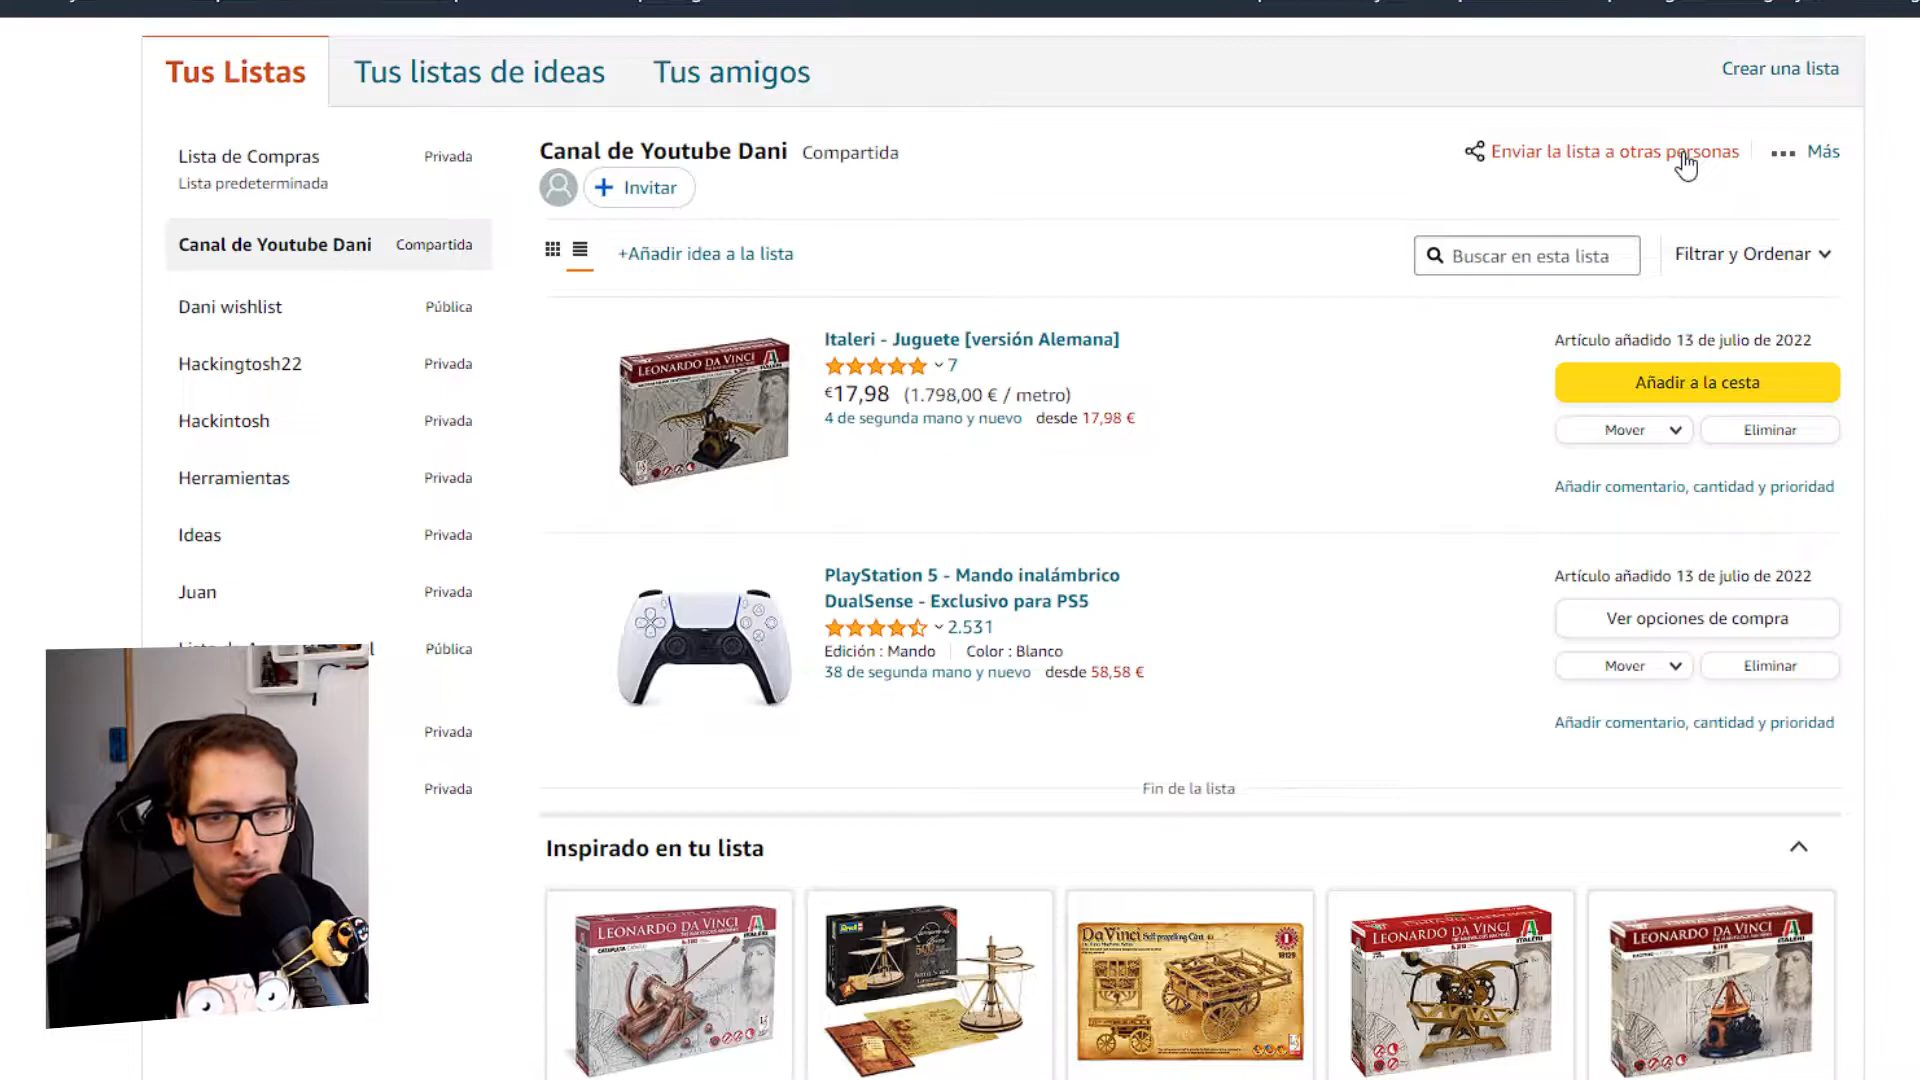 Tus Listas
Tus listas de ideas
Tus amigos
Crear una lista
Lista de Compras
Privada
Lista predeterminada
Canal de Youtube Dani
Compartida
Dani wishlist
Pública
Hackingtosh22
Privada
Hackintosh
Privada
Herramientas
Privada
Ideas
Privada
Juan
Privada
Pública
Privada
Privada
Canal de Youtube Dani
Compartida
Enviar la lista a otras personas
Más
+ Invitar
+Añadir idea a la lista
Buscar en esta lista
Filtrar y Ordenar
LEONARDO DA VINCI
ITALERI
Italeri - Juguete [versión Alemana]
7
€17,98 (1.798,00 € / metro)
4 de segunda mano y nuevo desde 17,98 €
Artículo añadido 13 de julio de 2022
Añadir a la cesta
Mover
Eliminar
Añadir comentario, cantidad y prioridad
PlayStation 5 - Mando inalámbrico
DualSense - Exclusivo para PS5
2.531
Edición : Mando
Color : Blanco
38 de segunda mano y nuevo desde 58,58 €
Artículo añadido 13 de julio de 2022
Ver opciones de compra
Mover
Eliminar
Añadir comentario, cantidad y prioridad
Fin de la lista
Inspirado en tu lista
LEONARDO DA VINCI
ITALERI
Revell
Da Vinci Self propelling Cart
LEONARDO DA VINCI
ITALERI
LEONARDO DA VINCI
ITALERI